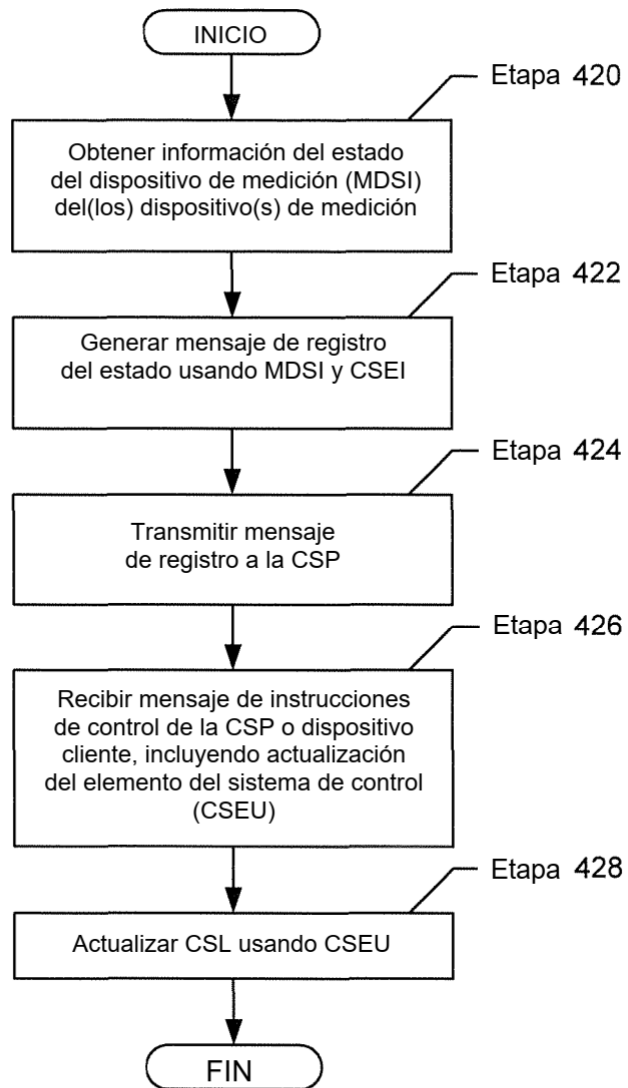 INICIO
Etapa 420
Obtener información del estado
del dispositivo de medición (MDSI)
del(los) dispositivo(s) de medición
Etapa 422
Generar mensaje de registro
del estado usando MDSI y CSEI
Etapa 424
Transmitir mensaje
de registro a la CSP
Etapa 426
Recibir mensaje de instrucciones
de control de la CSP o dispositivo
cliente, incluyendo actualización
del elemento del sistema de control
(CSEU)
Etapa 428
Actualizar CSL usando CSEU
FIN